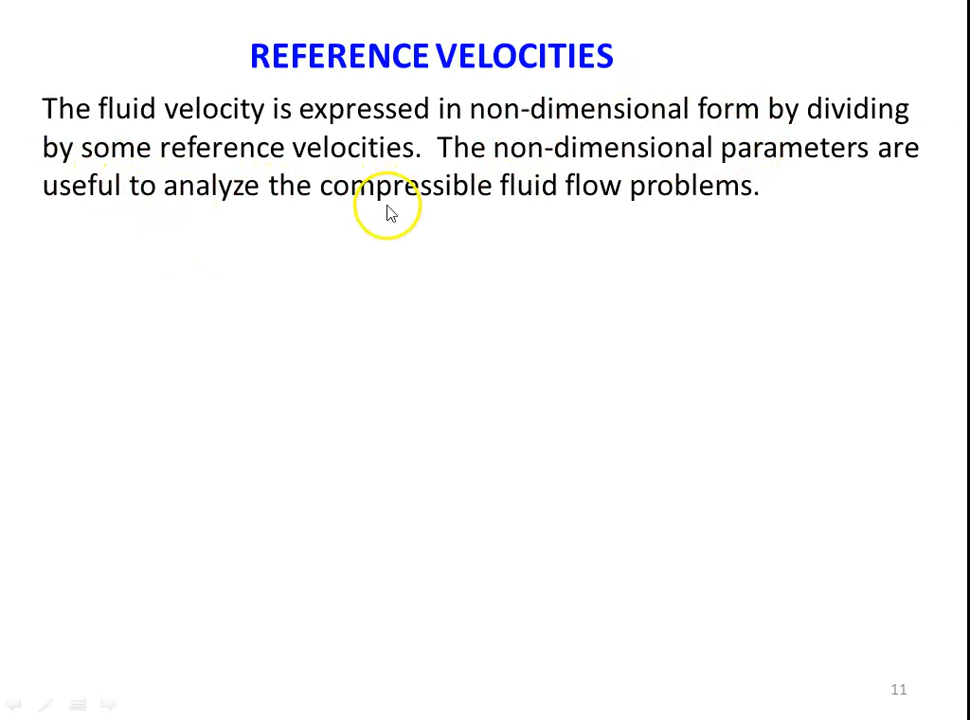 REFERENCE VELOCITIES
The fluid velocity is expressed in non-dimensional form by dividing
by some reference velocities. The non-dimensional parameters are
useful to analyze the compressible fluid flow problems.
11